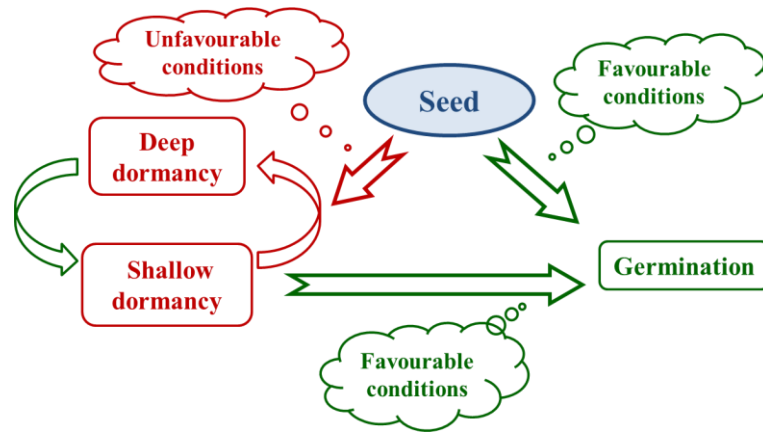 Unfavourable
conditions
Favourable
conditions
Seed
Deep
dormancy
Shallow
dormancy
Germination
Favourable
conditions